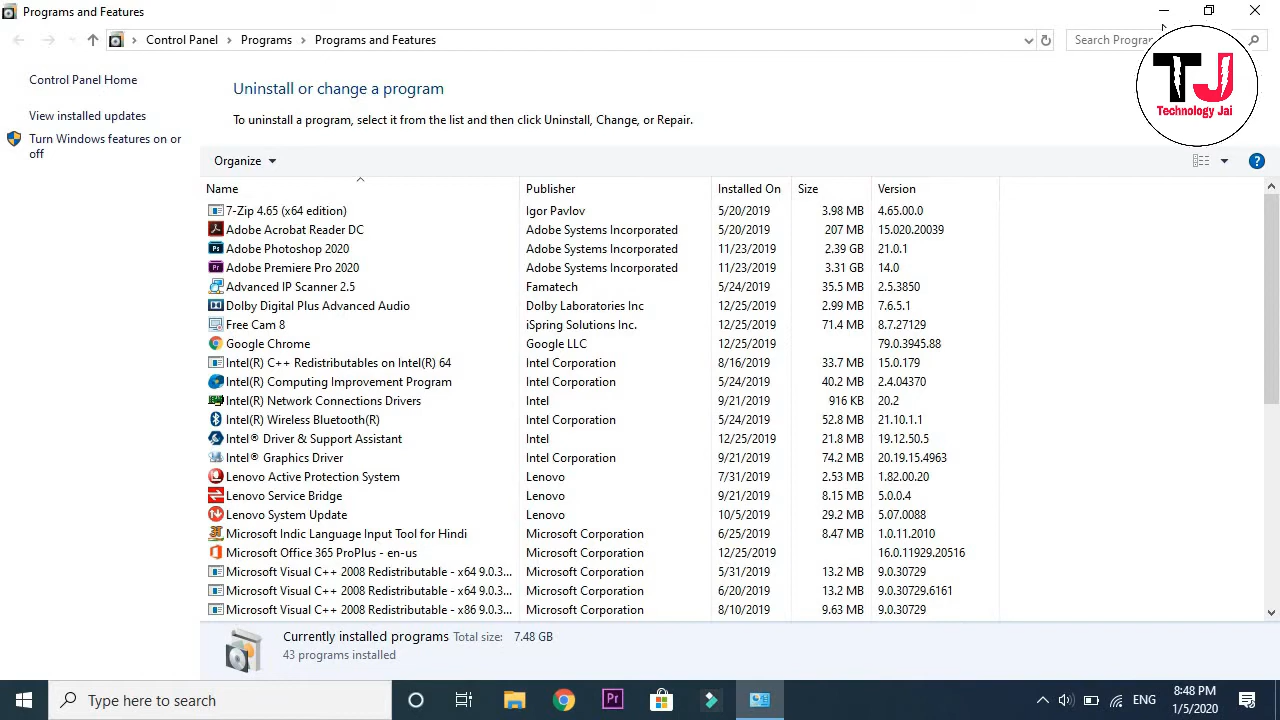 Programs and Features
Control Panel > Programs > Programs and Features
Search Progra
TJ
Technology Jai
Control Panel Home
View installed updates
Turn Windows features on or
off
Uninstall or change a program
To uninstall a program, select it from the list and then click Uninstall, Change, or Repair.
Organize
Name Publisher Installed On Size Version
7-Zip 4.65 (x64 edition) Igor Pavlov 5/20/2019 3.98 MB 4.65.00.0
Adobe Acrobat Reader DC Adobe Systems Incorporated 5/20/2019 207 MB 15.020.20039
Adobe Photoshop 2020 Adobe Systems Incorporated 11/23/2019 2.39 GB 21.0.1
Adobe Premiere Pro 2020 Adobe Systems Incorporated 11/23/2019 3.31 GB 14.0
Advanced IP Scanner 2.5 Famatech 5/24/2019 35.5 MB 2.5.3850
Dolby Digital Plus Advanced Audio Dolby Laboratories Inc 12/25/2019 2.99 MB 7.6.5.1
Free Cam 8 iSpring Solutions Inc. 12/25/2019 71.4 MB 8.7.27129
Google Chrome Google LLC 12/25/2019 79.0.3945.88
Intel(R) C++ Redistributables on Intel(R) 64 Intel Corporation 8/16/2019 33.7 MB 15.0.179
Intel(R) Computing Improvement Program Intel Corporation 5/24/2019 40.2 MB 2.4.04370
Intel(R) Network Connections Drivers Intel 9/21/2019 916 KB 20.2
Intel(R) Wireless Bluetooth(R) Intel Corporation 5/24/2019 52.8 MB 21.10.1.1
Intel® Driver & Support Assistant Intel 12/25/2019 21.8 MB 19.12.50.5
Intel® Graphics Driver Intel Corporation 9/21/2019 74.2 MB 20.19.15.4963
Lenovo Active Protection System Lenovo 7/31/2019 2.53 MB 1.82.00.20
Lenovo Service Bridge Lenovo 9/21/2019 8.15 MB 5.0.0.4
Lenovo System Update Lenovo 10/5/2019 29.2 MB 5.07.0088
Microsoft Indic Language Input Tool for Hindi Microsoft Corporation 6/25/2019 8.47 MB 1.0.11.2010
Microsoft Office 365 ProPlus - en-us Microsoft Corporation 12/25/2019 16.0.11929.20516
Microsoft Visual C++ 2008 Redistributable - x64 9.0.3... Microsoft Corporation 5/31/2019 13.2 MB 9.0.30729
Microsoft Visual C++ 2008 Redistributable - x64 9.0.3... Microsoft Corporation 6/20/2019 13.2 MB 9.0.30729.6161
Microsoft Visual C++ 2008 Redistributable - x86 9.0.3... Microsoft Corporation 8/10/2019 9.63 MB 9.0.30729
Currently installed programs Total size: 7.48 GB
43 programs installed
Type here to search
Pr
ENG
8:48 PM
1/5/2020